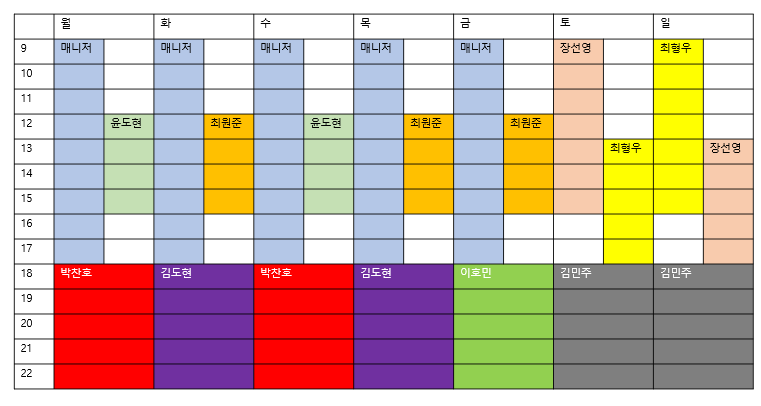 월 화 수 목 금 토 일
9 매니저 매니저 매니저 매니저 매니저 장선영 최형우
10
11
12 윤도현 최원준 윤도현 최원준 최원준
13 최형우 장선영
14
15
16
17
18 박찬호 김도현 박찬호 김도현 이호민 김민주 김민주
19
20
21
22